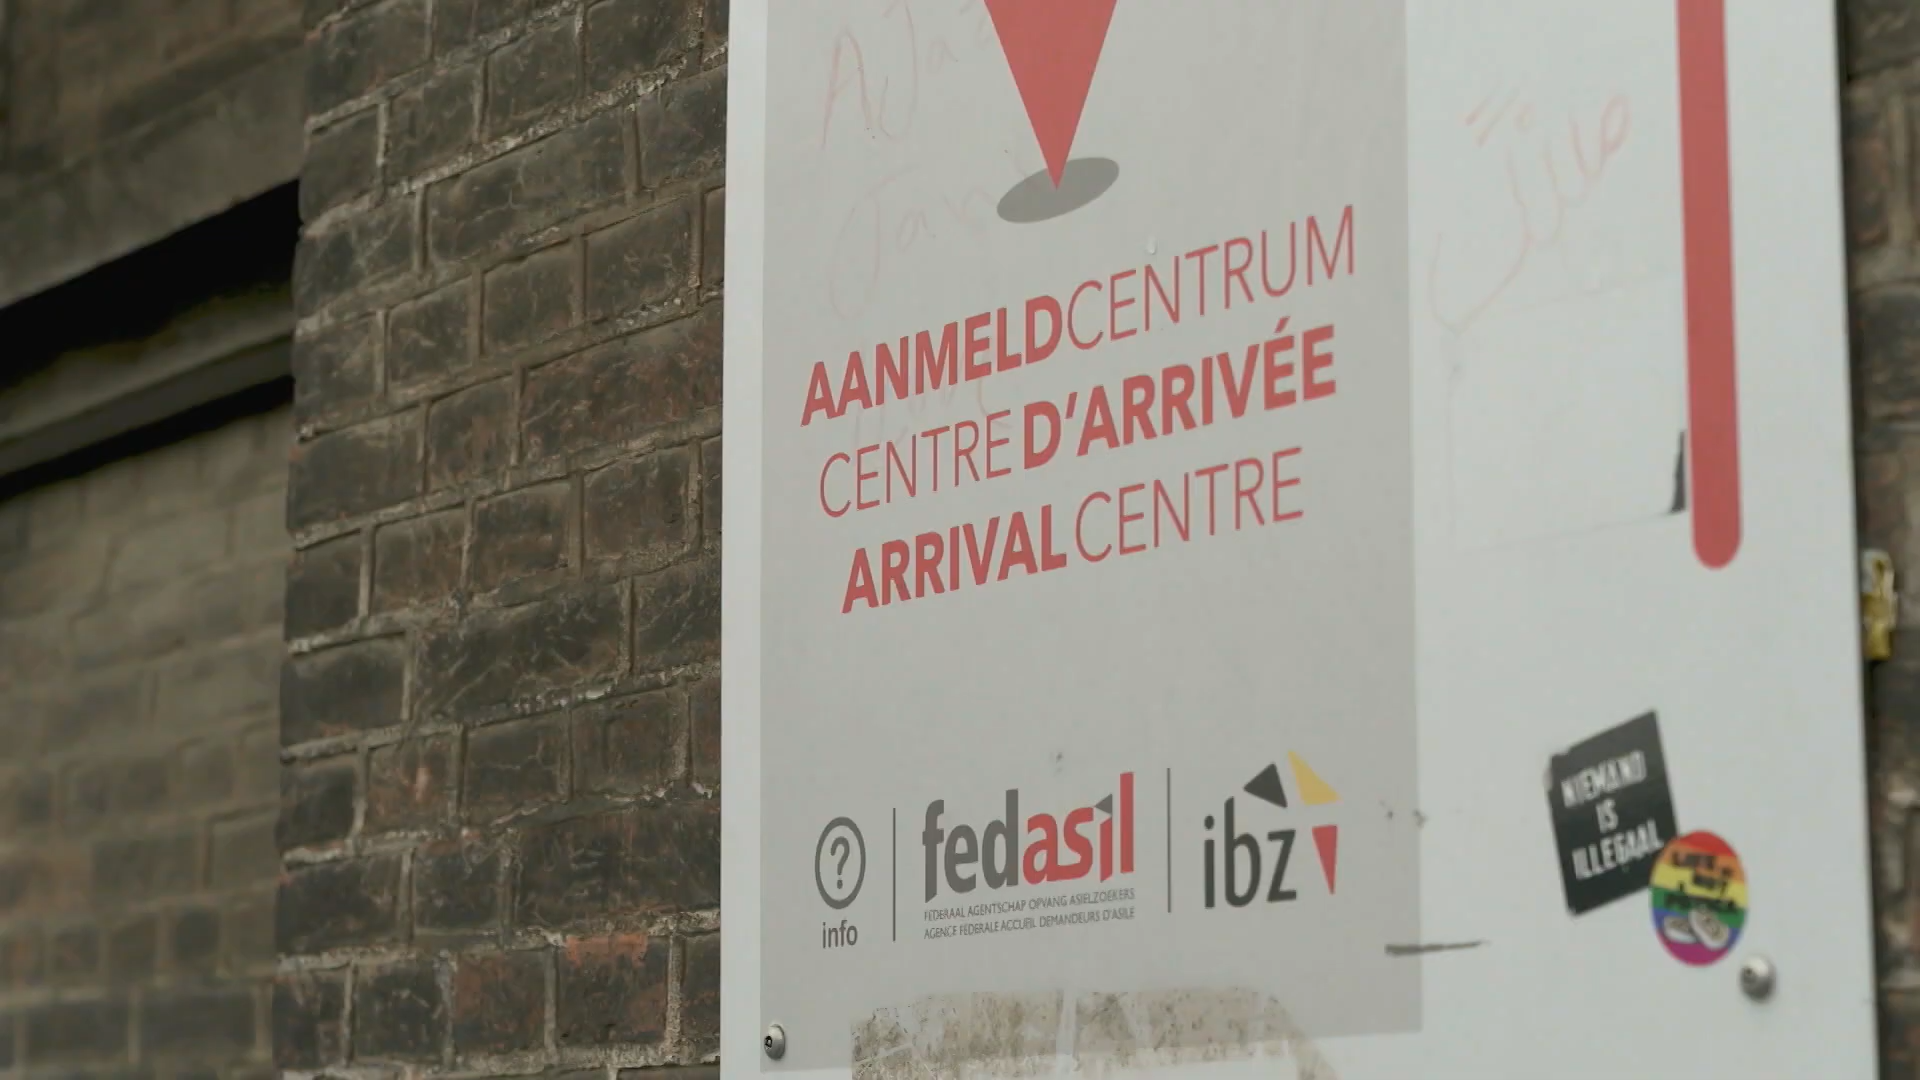 AANMELDCENTRUM
CENTRE D'ARRIVÉE
ARRIVAL CENTRE
info
fedasil
FEDERAAL AGENTSCHAP OPVANG ASIELZOEKERS
AGENCE FEDERALE ACCUEIL DEMANDEURS D'ASILE
ibz
NIEMAND
IS
ILLEGAAL